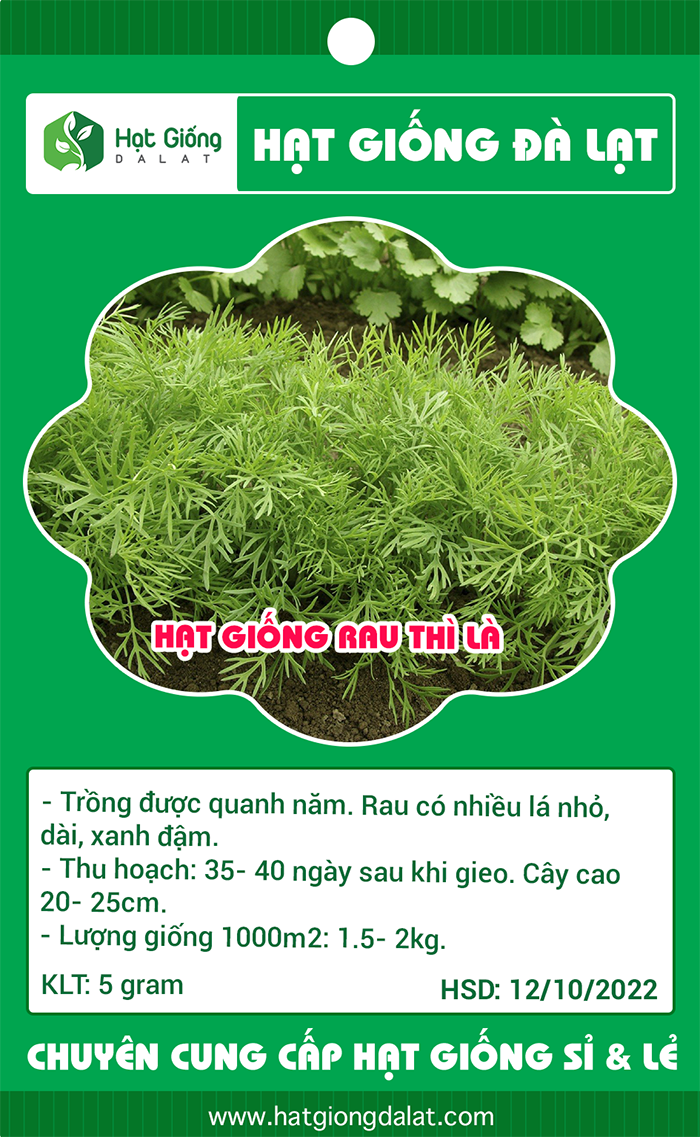 Hạt Giống
DALAT
HẠT GIỐNG ĐÀ LẠT
HẠT GIỐNG RAU THÌ LÀ
- Trồng được quanh năm. Rau có nhiều lá nhỏ,
dài, xanh đậm.
- Thu hoạch: 35- 40 ngày sau khi gieo. Cây cao
20- 25cm.
- Lượng giống 1000m2: 1.5- 2kg.
KLT: 5 gram
HSD: 12/10/2022
CHUYÊN CUNG CẤP HẠT GIỐNG SỈ & LẺ
www.hatgiongdalat.com